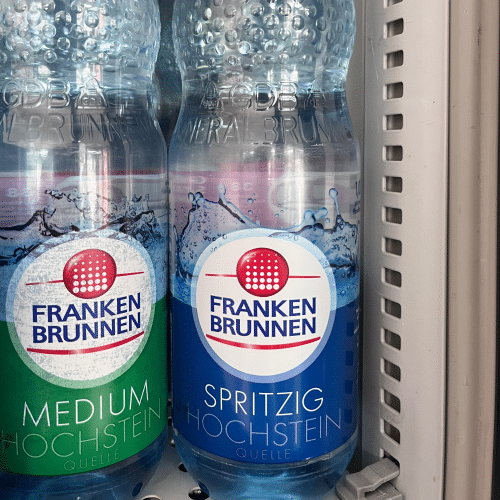 FRANKEN
BRUNNEN
MEDIUM
HOCHSTEIN
QUELLE
FRANKEN
BRUNNEN
SPRITZIG
HOCHSTEIN
QUELLE